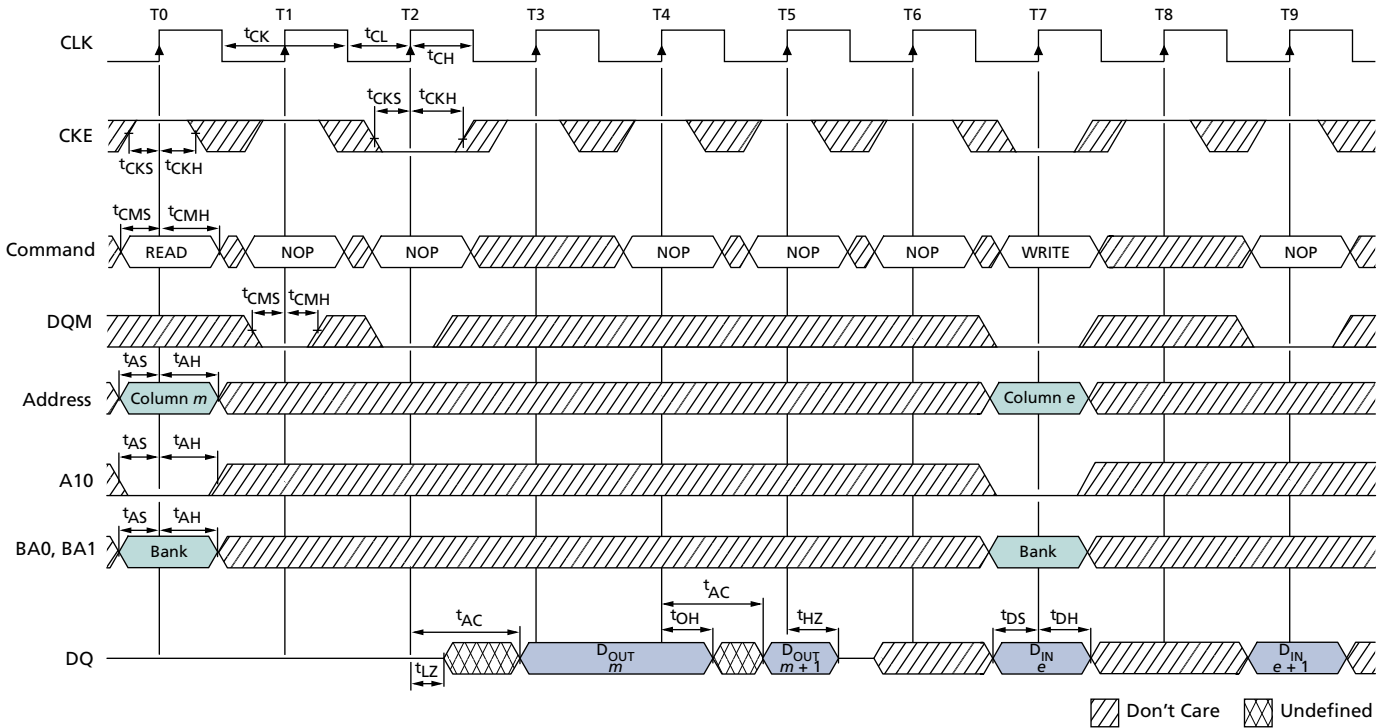 T0 T1 T2 T3 T4 T5 T6 T7 T8 T9
CLK
tCK tCL
tCH
tCKS tCKH
CKE
tCKS tCKH
tCMS tCMH
Command READ NOP NOP NOP NOP NOP WRITE NOP
tCMS tCMH
DQM
tAS tAH
Address Column m Column e
tAS tAH
A10
tAS tAH
BA0, BA1 Bank Bank
tAC tAC
tOH tHZ tDS tDH
DQ DOUT m DOUT m + 1 DIN e DIN e + 1
tLZ
Don't Care Undefined